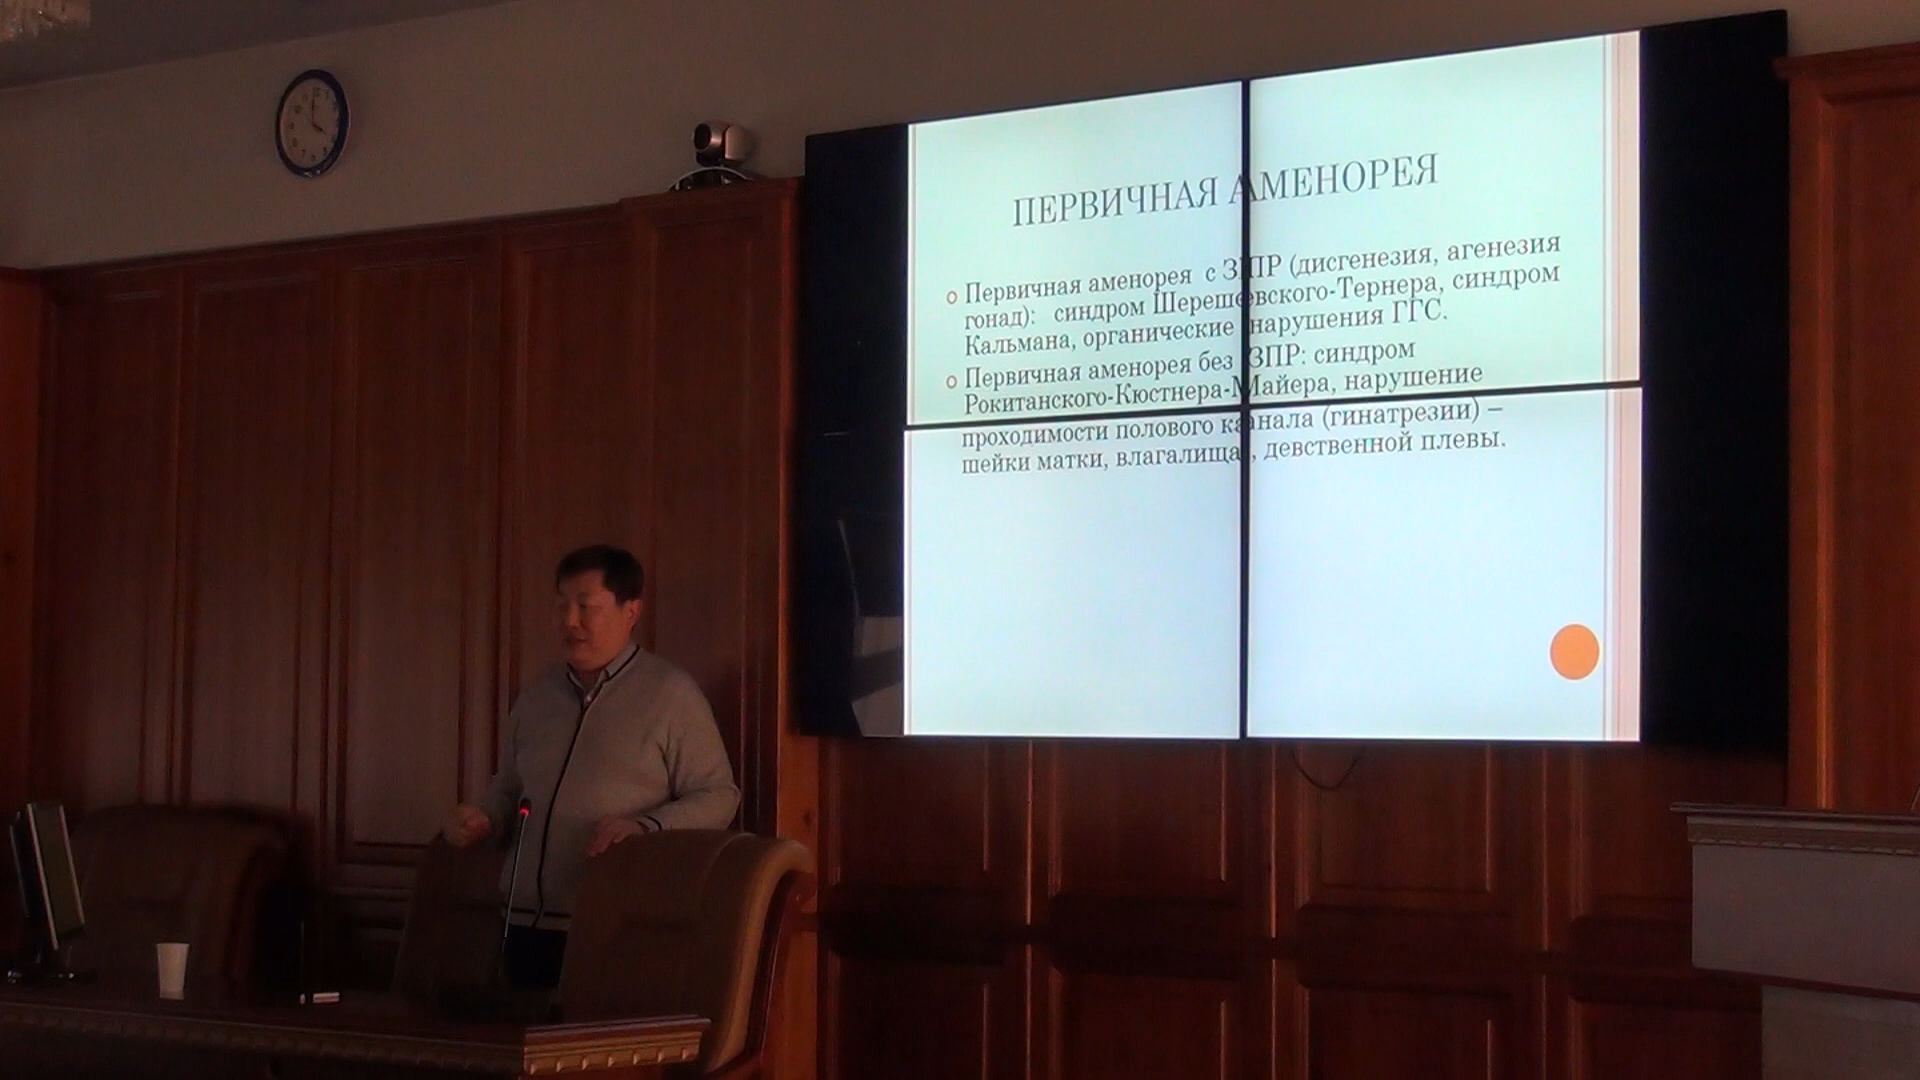 ПЕРВИЧНАЯ АМЕНОРЕЯ
Первичная аменорея с ЗПР (дисгенезия, агенезия
гонад): синдром Шерешевского-Тернера, синдром
Кальмана, органические нарушения ГГС.
Первичная аменорея без ЗПР: синдром
Рокитанского-Кюстнера-Майера, нарушение
проходимости полового канала (гинатрезии) –
шейки матки, влагалища, девственной плевы.